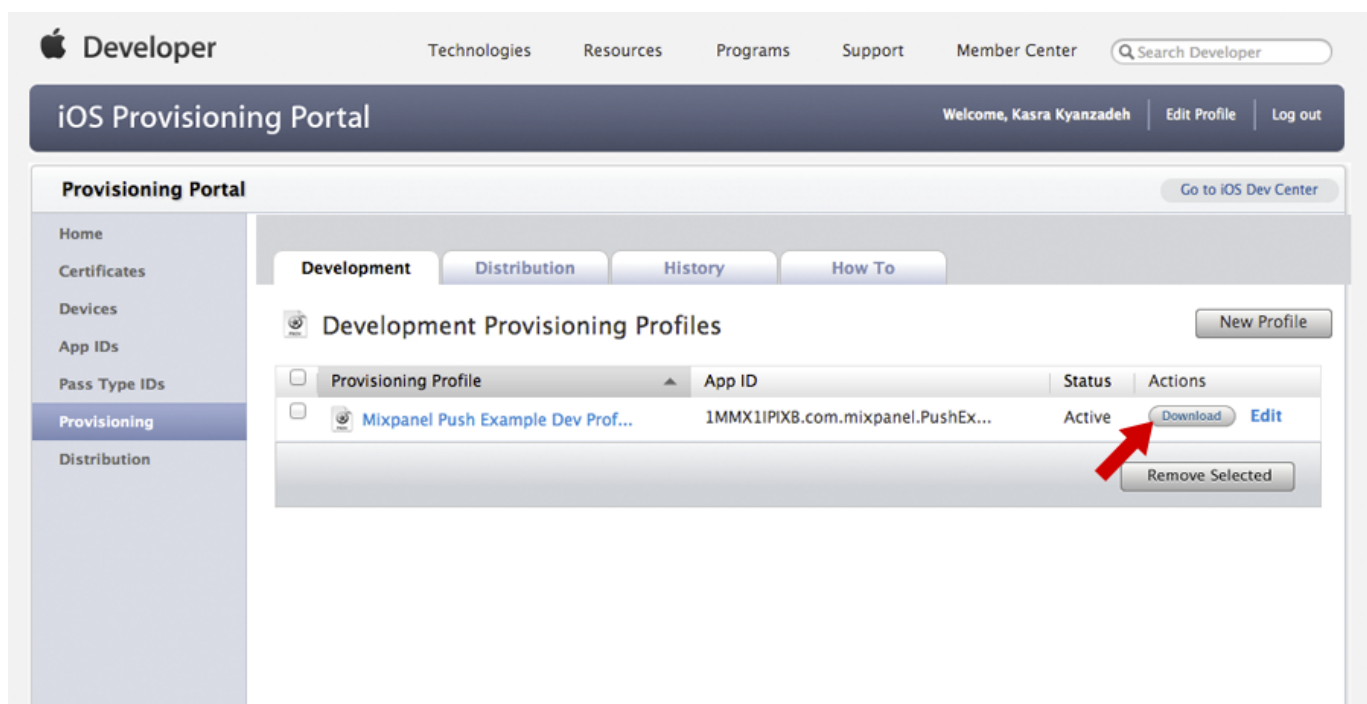 Developer
Technologies Resources Programs Support Member Center Search Developer
iOS Provisioning Portal
Welcome, Kasra Kyanzadeh Edit Profile Log out
Provisioning Portal
Go to iOS Dev Center
Home
Certificates
Devices
App IDs
Pass Type IDs
Provisioning
Distribution
Development Distribution History How To
Development Provisioning Profiles
New Profile
Provisioning Profile App ID Status Actions
Mixpanel Push Example Dev Prof... 1MMX1IPIXB.com.mixpanel.PushEx... Active Download Edit
Remove Selected